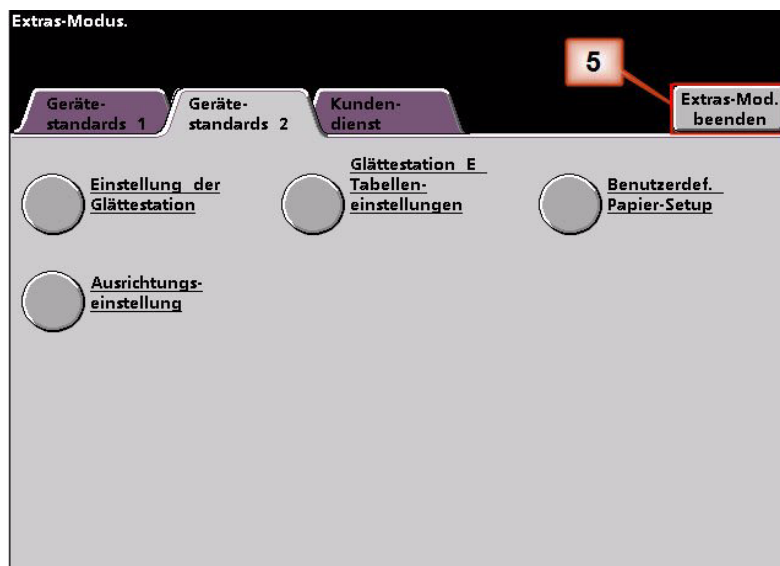 Extras-Modus.
5
Geräte-
standards 1
Geräte-
standards 2
Kunden-
dienst
Extras-Mod.
beenden
Einstellung der
Glättestation
Glättestation E
Tabellen-
einstellungen
Benutzerdef.
Papier-Setup
Ausrichtungs-
einstellung